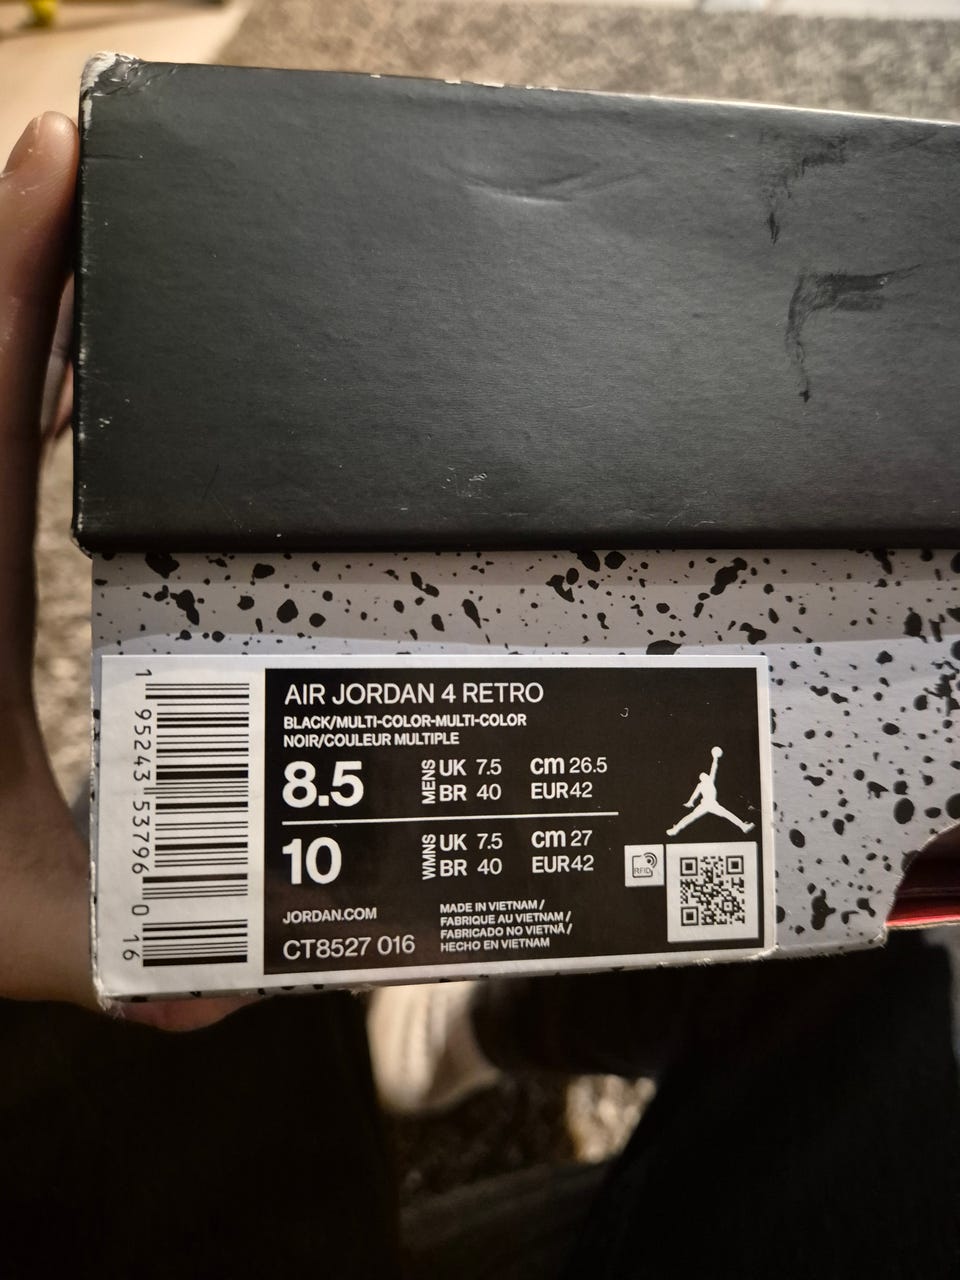 AIR JORDAN 4 RETRO
BLACK/MULTI-COLOR-MULTI-COLOR
NOIR/COULEUR MULTIPLE
8.5 MENS UK 7.5 cm 26.5
BR 40 EUR 42
10 WMNS UK 7.5 cm 27
BR 40 EUR 42
RFID
JORDAN.COM
CT8527 016
MADE IN VIETNAM /
FABRIQUE AU VIETNAM /
FABRICADO NO VIETNÃ /
HECHO EN VIETNAM
1 95243 53796 0 16